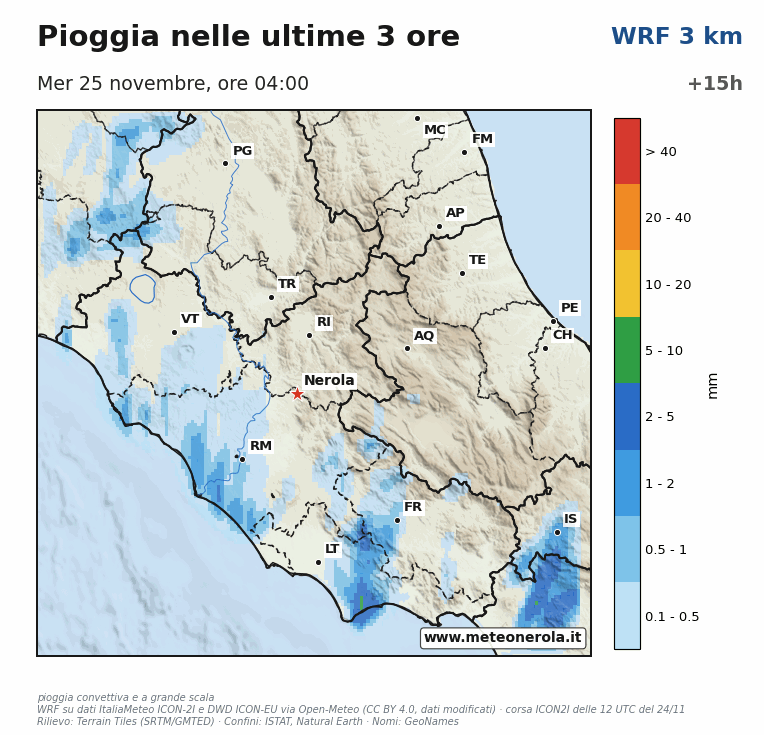 Pioggia nelle ultime 3 ore
WRF 3 km
Mer 25 novembre, ore 04:00
+15h
MC
FM
PG
AP
TE
TR
PE
VT
RI
AQ
CH
Nerola
RM
FR
IS
LT
www.meteonerola.it
> 40
20 - 40
10 - 20
5 - 10
2 - 5
1 - 2
0.5 - 1
0.1 - 0.5
mm
pioggia convettiva e a grande scala
WRF su dati ItaliaMeteo ICON-2I e DWD ICON-EU via Open-Meteo (CC BY 4.0, dati modificati) · corsa ICON2I delle 12 UTC del 24/11
Rilievo: Terrain Tiles (SRTM/GMTED) · Confini: ISTAT, Natural Earth · Nomi: GeoNames